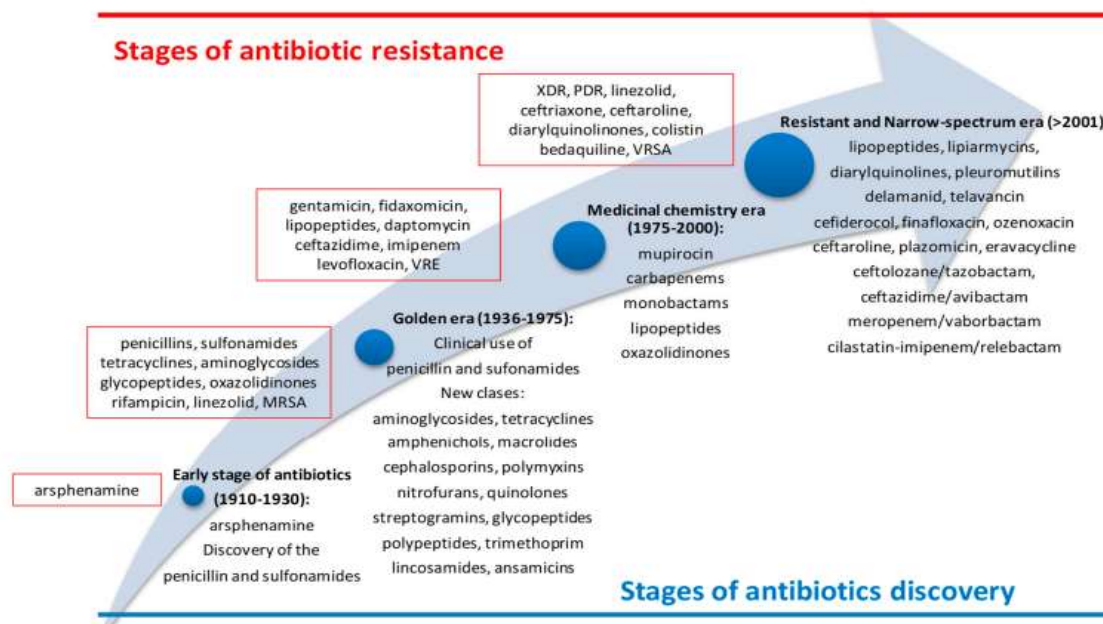 Stages of antibiotic resistance
XDR, PDR, linezolid,
ceftriaxone, ceftaroline,
diarylquinolinones, colistin
bedaquiline, VRSA
Resistant and Narrow-spectrum era (>2001)
lipopeptides, lipiarmycins,
diarylquinolines, pleuromutilins
delamanid, telavancin
cefiderocol, finafloxacin, ozenoxacin
ceftaroline, plazomicin, eravacycline
ceftolozane/tazobactam,
ceftazidime/avibactam
meropenem/vaborbactam
cilastatin-imipenem/relebactam
gentamicin, fidaxomicin,
lipopeptides, daptomycin
ceftazidime, imipenem
levofloxacin, VRE
Medicinal chemistry era
(1975-2000):
mupirocin
carbapenems
monobactams
lipopeptides
oxazolidinones
penicillins, sulfonamides
tetracyclines, aminoglycosides
glycopeptides, oxazolidinones
rifampicin, linezolid, MRSA
Golden era (1936-1975):
Clinical use of
penicillin and sufonamides
New clases:
aminoglycosides, tetracyclines
amphenichols, macrolides
cephalosporins, polymyxins
nitrofurans, quinolones
streptogramins, glycopeptides
polypeptides, trimethoprim
lincosamides, ansamicins
arsphenamine
Early stage of antibiotics
(1910-1930):
arsphenamine
Discovery of the
penicillin and sulfonamides
Stages of antibiotics discovery